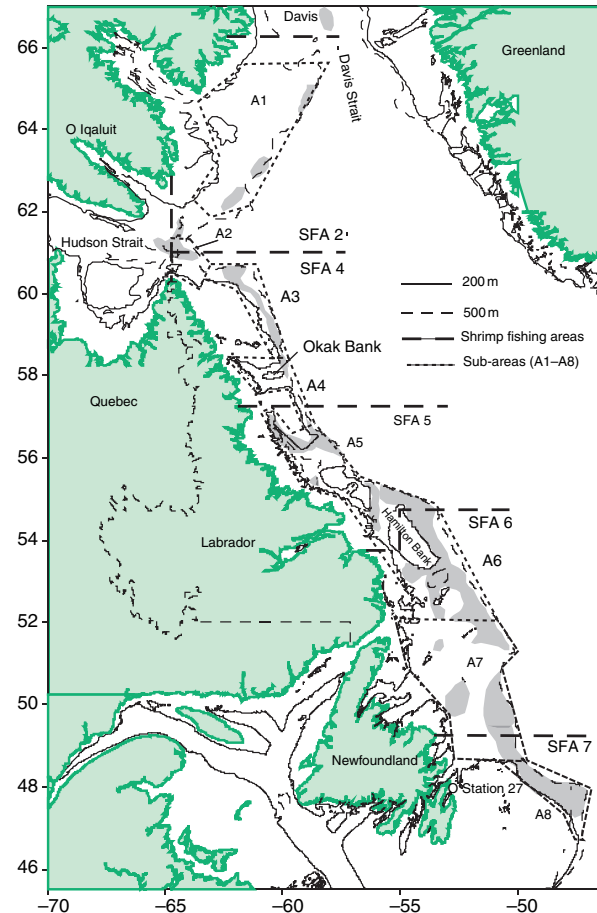 66
64
62
60
58
56
54
52
50
48
46
−70
−65
−60
−55
−50
Davis
Greenland
Davis Strait
A1
O Iqaluit
A2
Hudson Strait
SFA 2
SFA 4
A3
200 m
500 m
Shrimp fishing areas
Sub-areas (A1–A8)
Okak Bank
A4
Quebec
SFA 5
A5
SFA 6
Hamilton Bank
Labrador
A6
A7
SFA 7
Newfoundland
O Station 27
A8